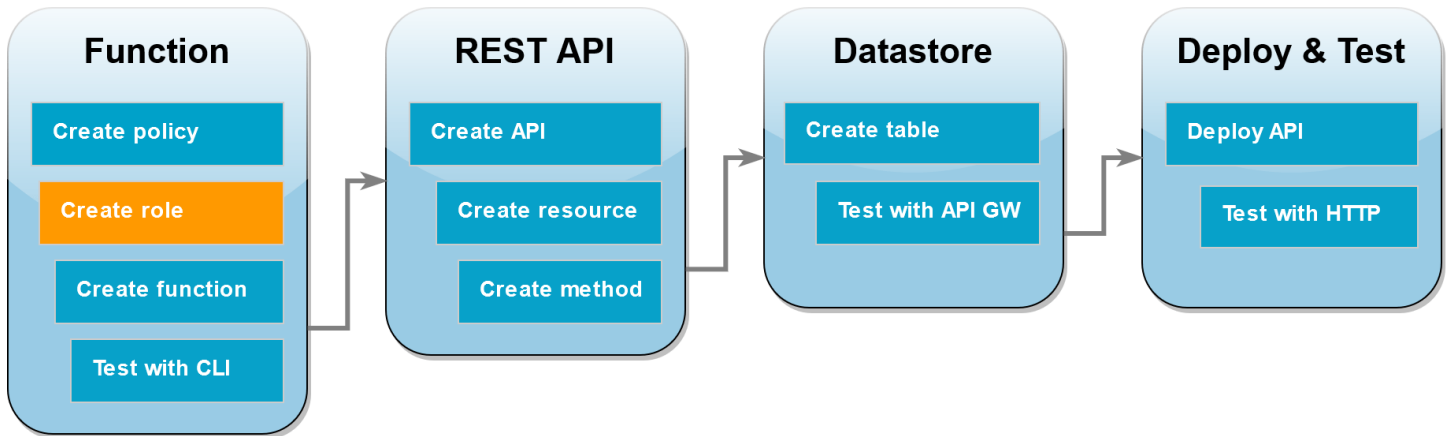 Function
Create policy
Create role
Create function
Test with CLI
REST API
Create API
Create resource
Create method
Datastore
Create table
Test with API GW
Deploy & Test
Deploy API
Test with HTTP